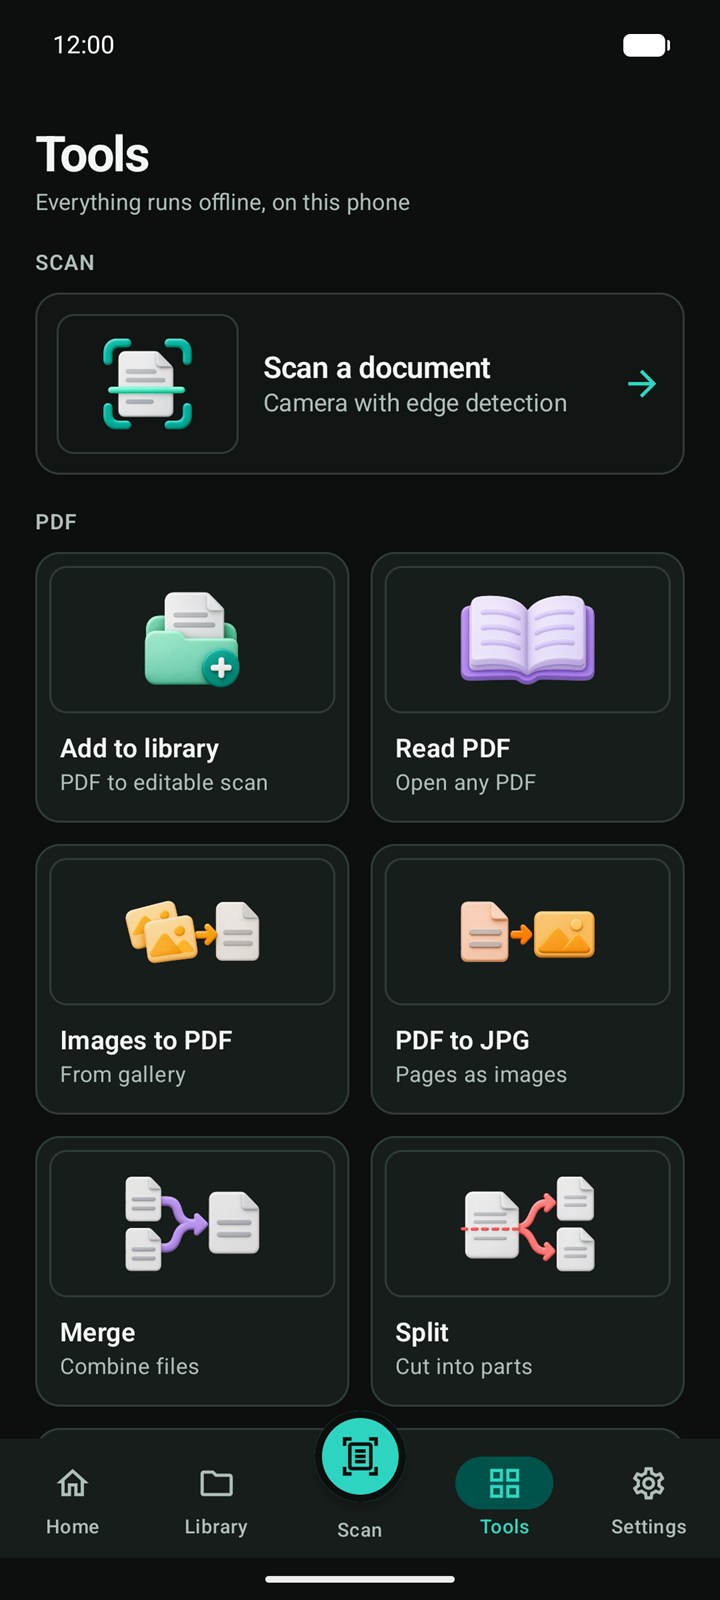 12:00
Tools
Everything runs offline, on this phone
SCAN
Scan a document
Camera with edge detection
PDF
Add to library
PDF to editable scan
Read PDF
Open any PDF
Images to PDF
From gallery
PDF to JPG
Pages as images
Merge
Combine files
Split
Cut into parts
Home
Library
Scan
Tools
Settings